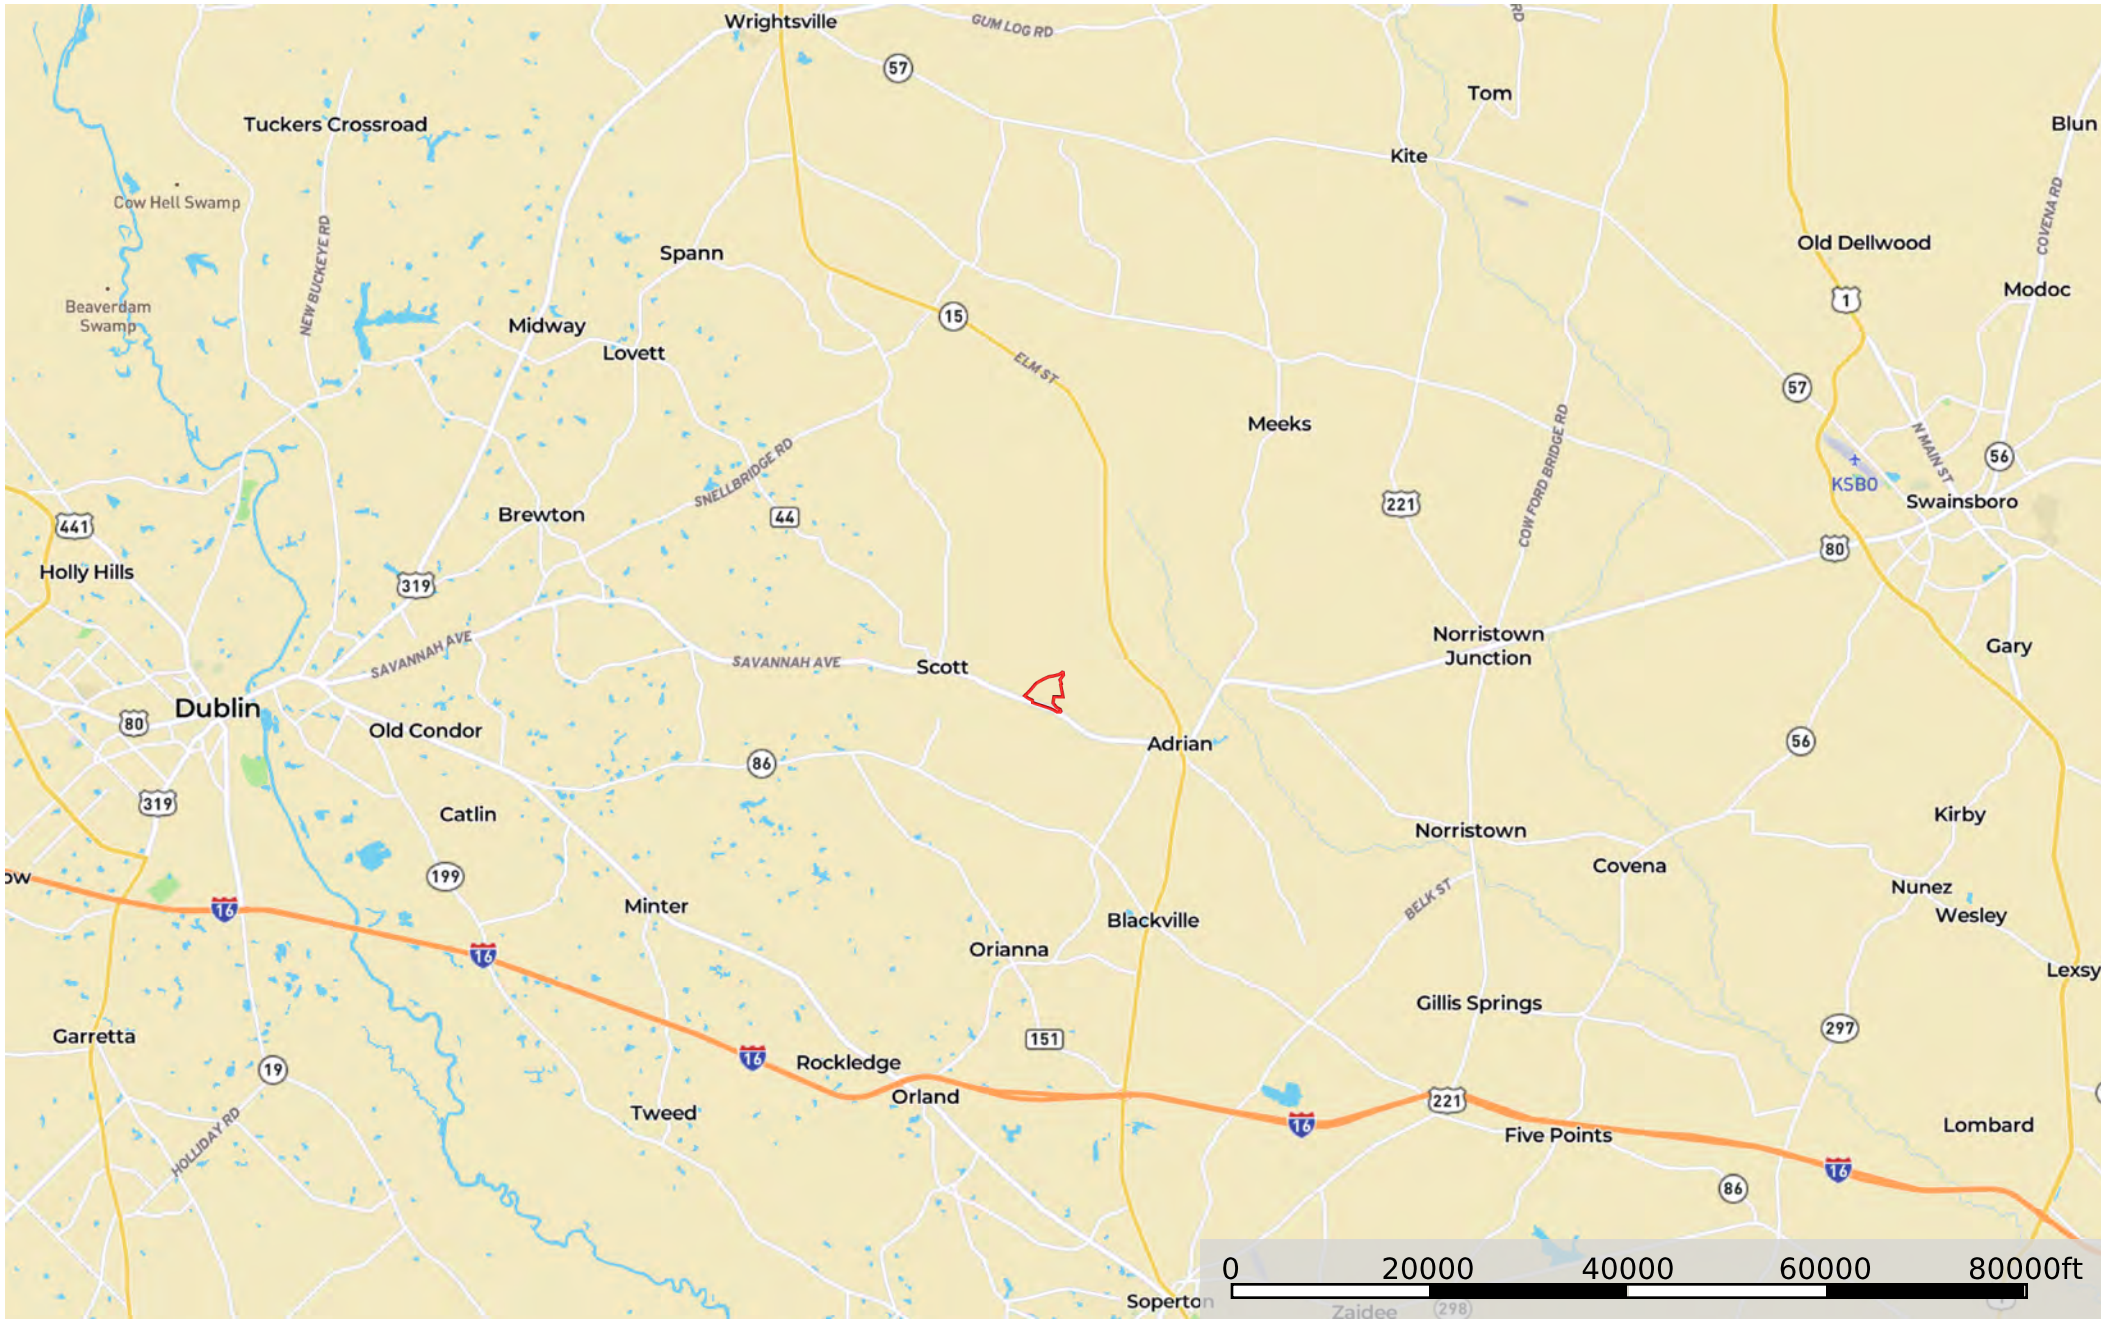 Wrightsville
GUM LOG RD
RD
57
Tom
Tuckers Crossroad
Blun
Kite
Cow Hell Swamp
COVENA RD
NEW BUCKEYE RD
Spann
Old Dellwood
Modoc
1
Beaverdam
Swamp
Midway
15
Lovett
ELM ST
57
Meeks
N MAIN ST
56
SNELLBRIDGE RD
COW FORD BRIDGE RD
KSBO
221
Swainsboro
Brewton
44
441
80
Holly Hills
319
Norristown
Junction
Gary
SAVANNAH AVE
SAVANNAH AVE
Scott
Dublin
80
Old Condor
Adrian
56
86
319
Catlin
Norristown
Kirby
Covena
199
ow
Nunez
BELK ST
16
Minter
Wesley
Blackville
Orianna
16
Lexsy
Gillis Springs
297
Garretta
151
16
Rockledge
19
Orland
221
Tweed
16
Five Points
Lombard
HOLLIDAY RD
16
86
0 20000 40000 60000 80000ft
Soperton
Zaidee
298
1